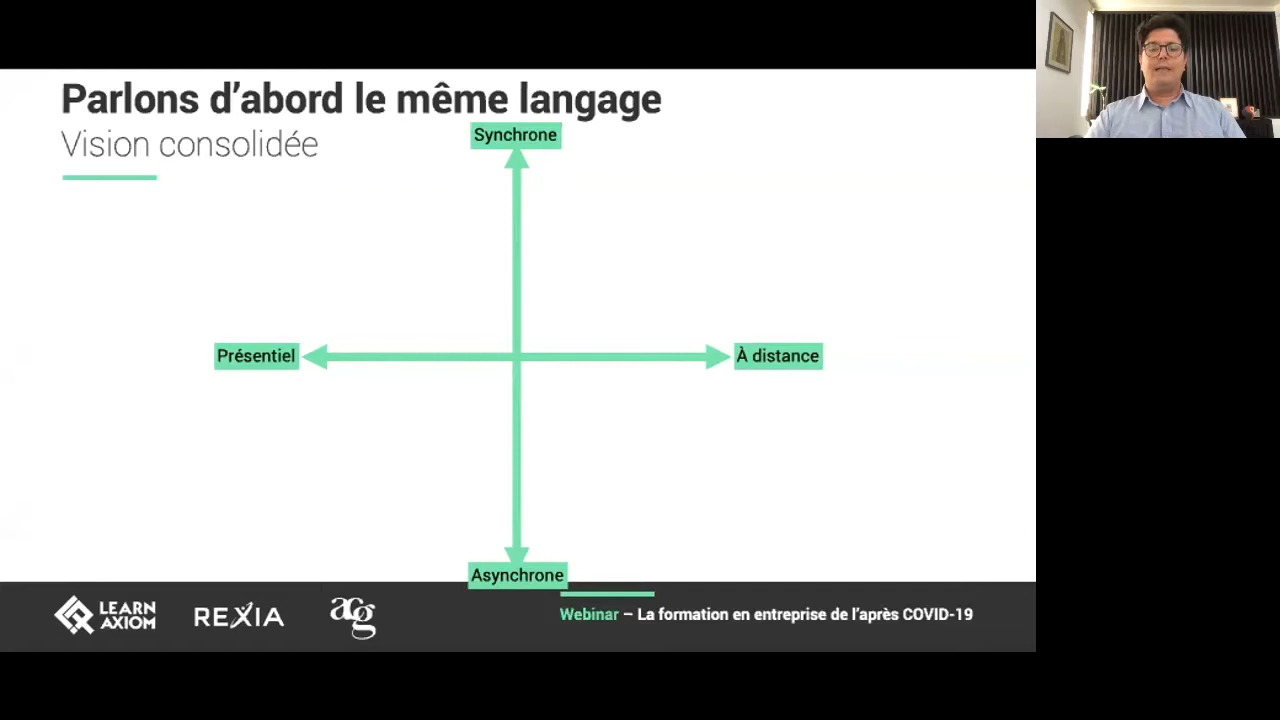 Parlons d'abord le même langage
Vision consolidée
Synchrone
Présentiel
À distance
Asynchrone
LEARN
AXIOM
REXIA
acg
Webinar – La formation en entreprise de l'après COVID-19